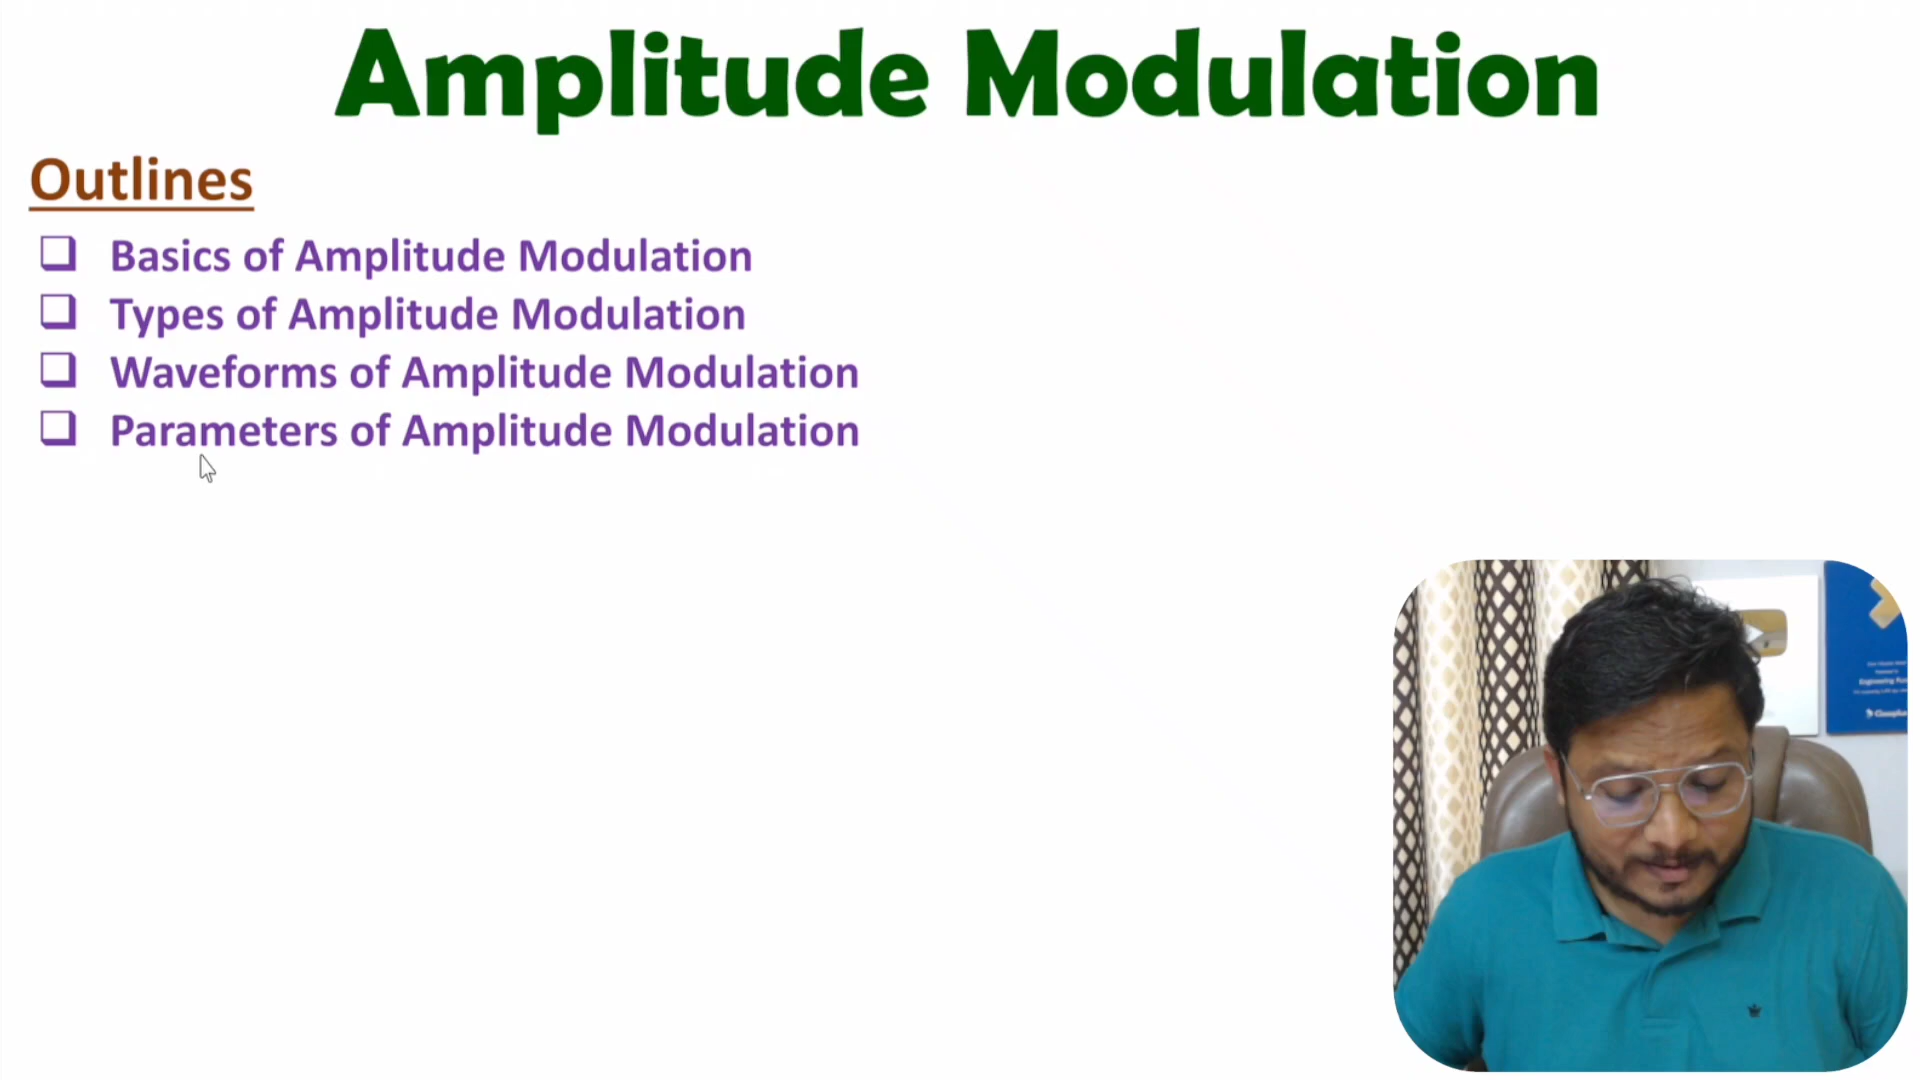 Amplitude Modulation
Outlines
Basics of Amplitude Modulation
Types of Amplitude Modulation
Waveforms of Amplitude Modulation
Parameters of Amplitude Modulation
Engineering